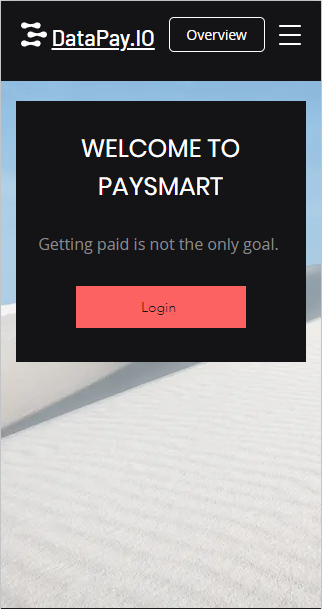 DataPay.IO
Overview
WELCOME TO
PAYSMART
Getting paid is not the only goal.
Login